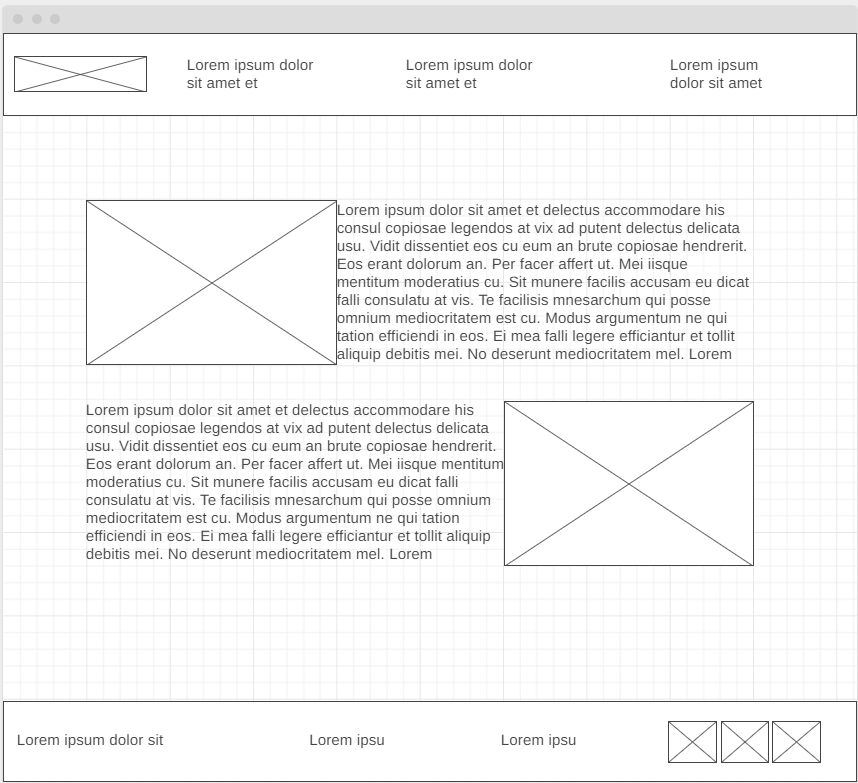 Lorem ipsum dolor
sit amet et
Lorem ipsum dolor
sit amet et
Lorem ipsum
dolor sit amet
Lorem ipsum dolor sit amet et delectus accommodare his
consul copiosae legendos at vix ad putent delectus delicata
usu. Vidit dissentiet eos cu eum an brute copiosae hendrerit.
Eos erant dolorum an. Per facer affert ut. Mei iisque
mentitum moderatius cu. Sit munere facilis accusam eu dicat
falli consulatu at vis. Te facilisis mnesarchum qui posse
omnium mediocritatem est cu. Modus argumentum ne qui
tation efficiendi in eos. Ei mea falli legere efficiantur et tollit
aliquip debitis mei. No deserunt mediocritatem mel. Lorem
Lorem ipsum dolor sit amet et delectus accommodare his
consul copiosae legendos at vix ad putent delectus delicata
usu. Vidit dissentiet eos cu eum an brute copiosae hendrerit.
Eos erant dolorum an. Per facer affert ut. Mei iisque mentitum
moderatius cu. Sit munere facilis accusam eu dicat falli
consulatu at vis. Te facilisis mnesarchum qui posse omnium
mediocritatem est cu. Modus argumentum ne qui tation
efficiendi in eos. Ei mea falli legere efficiantur et tollit aliquip
debitis mei. No deserunt mediocritatem mel. Lorem
Lorem ipsum dolor sit
Lorem ipsu
Lorem ipsu